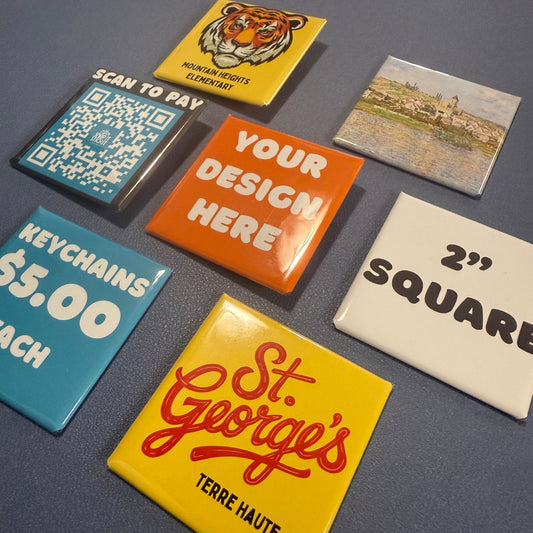 MOUNTAIN HEIGHTS
ELEMENTARY
SCAN TO PAY
YOUR
DESIGN
HERE
KEYCHAINS
$5.00
EACH
2”
SQUARE
St.
George's
TERRE HAUTE